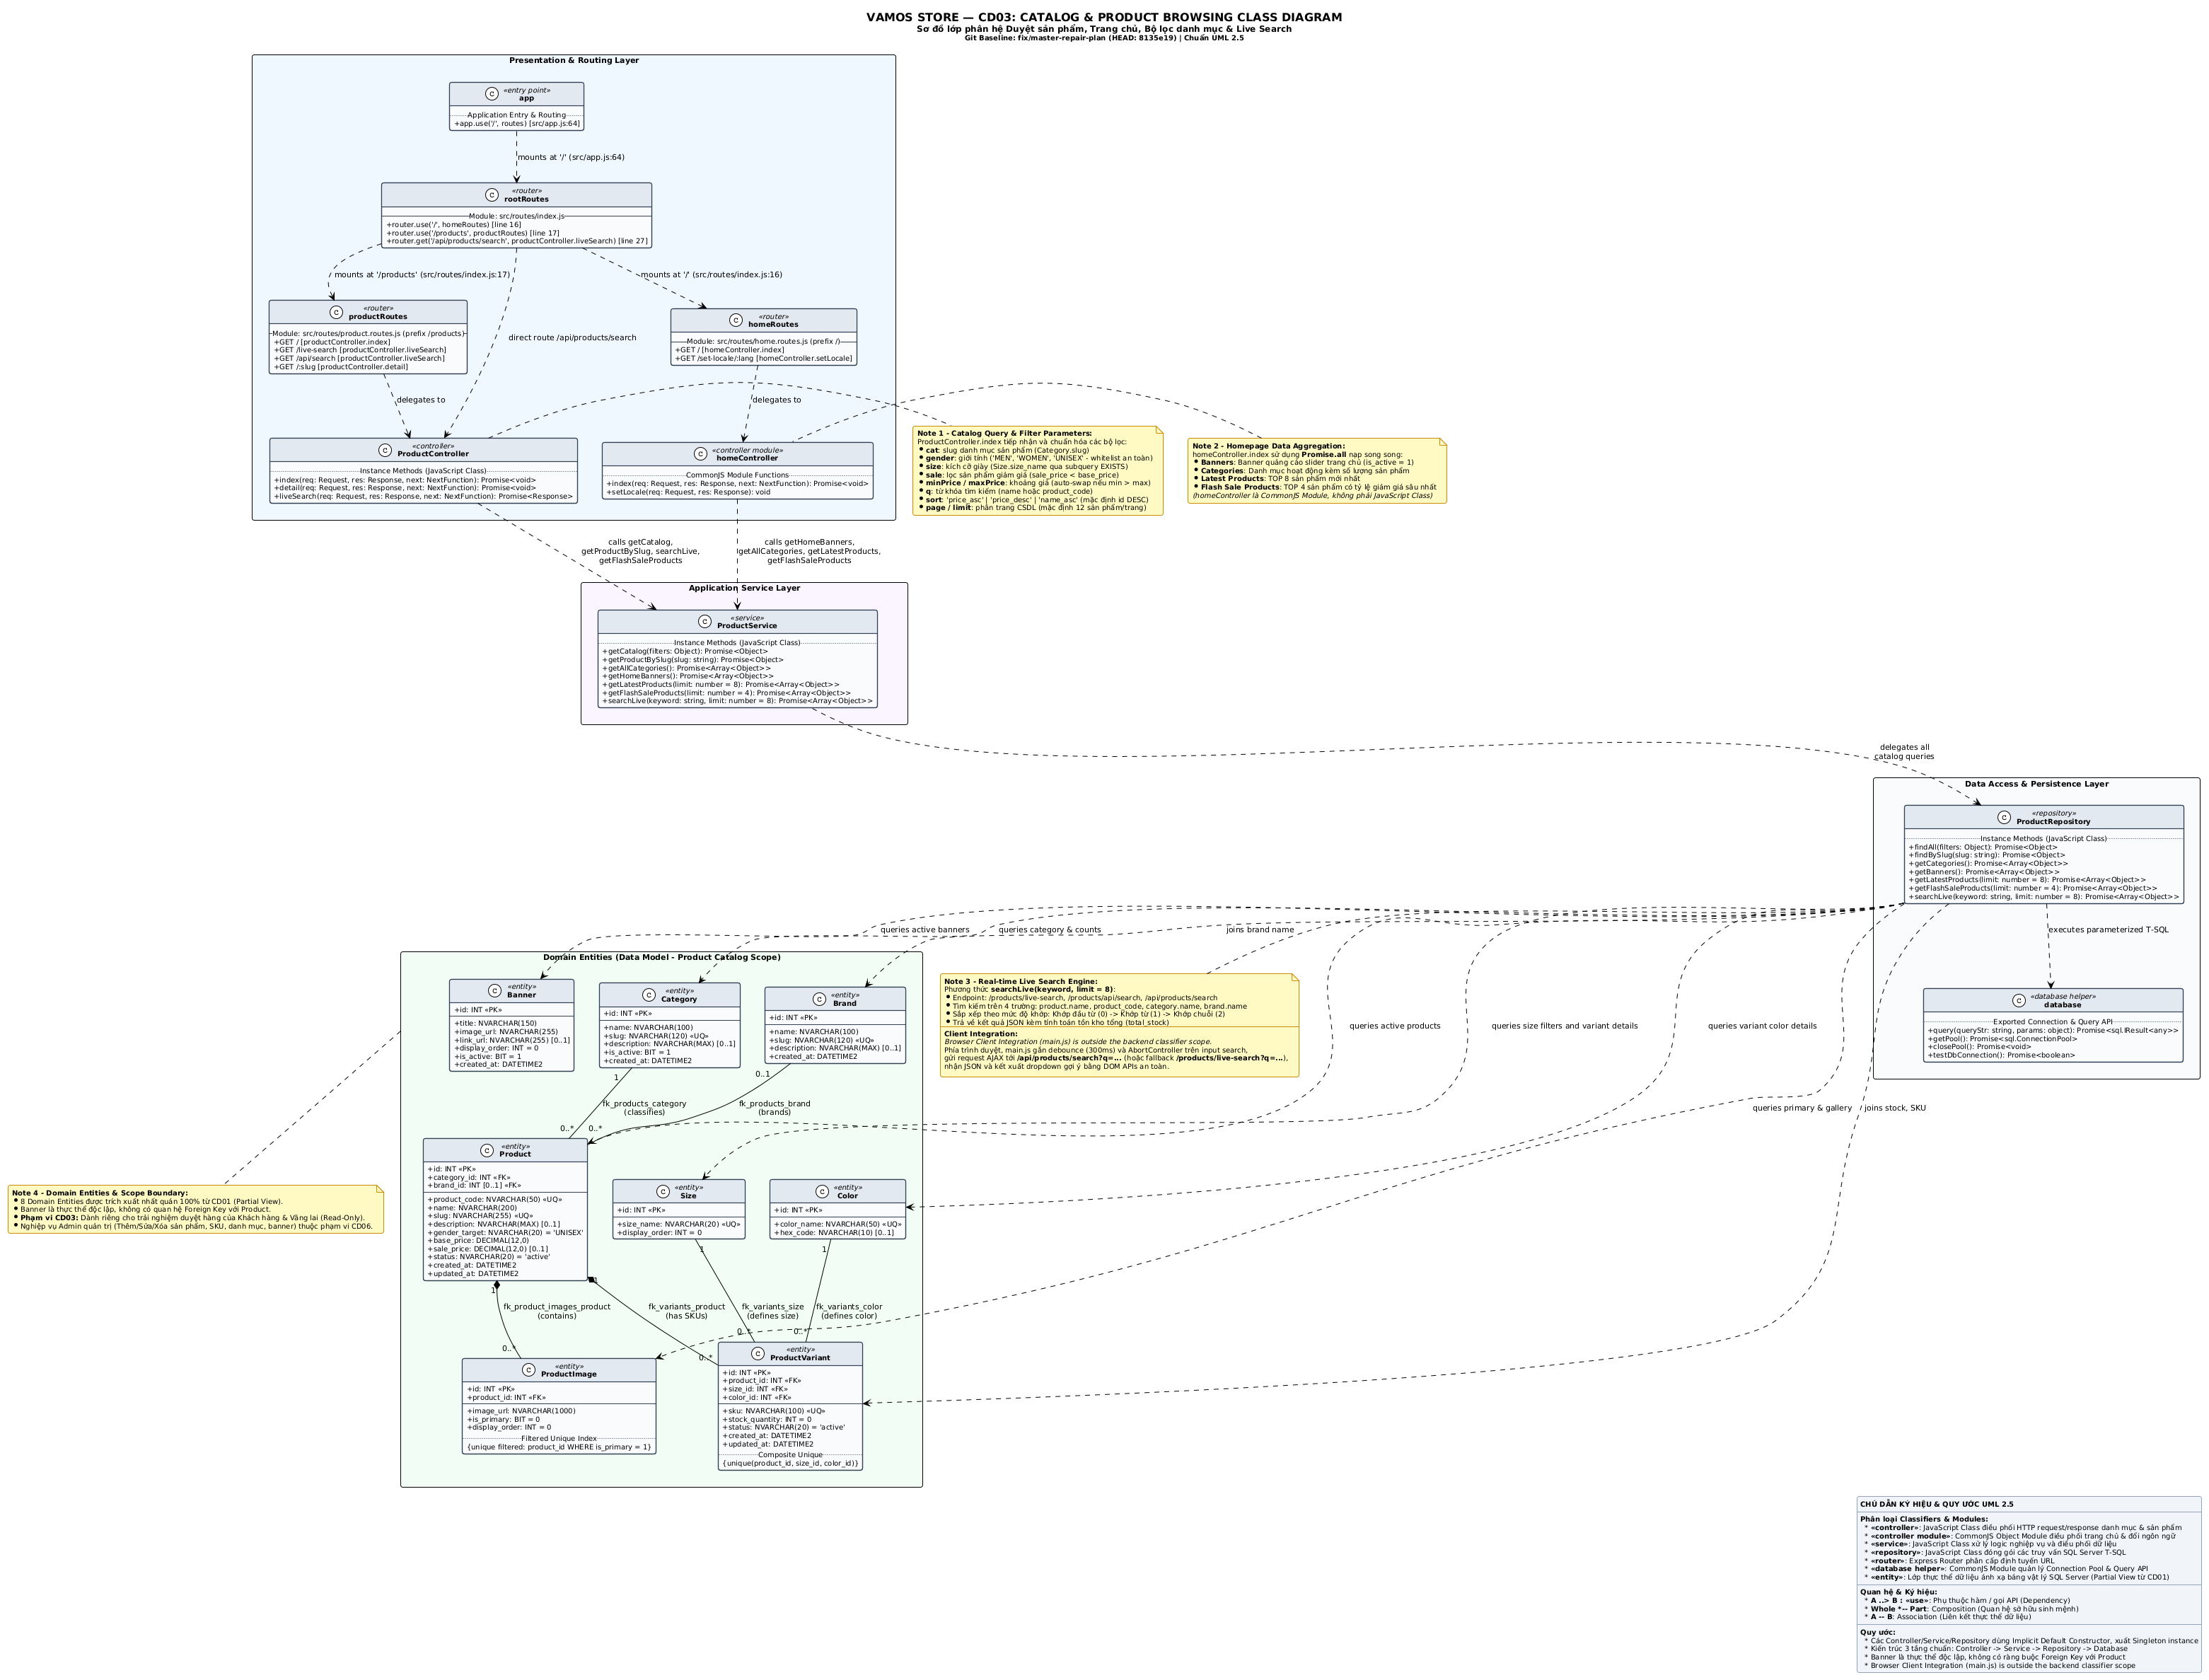 VAMOS STORE — CD03: CATALOG & PRODUCT BROWSING CLASS DIAGRAM
Sơ đồ lớp phân hệ Duyệt sản phẩm, Trang chủ, Bộ lọc danh mục & Live Search
Git Baseline: fix/master-repair-plan (HEAD: 8135e19) | Chuẩn UML 2.5
Presentation & Routing Layer
C
«entry point»
app
Application Entry & Routing
+app.use('/', routes) [src/app.js:64]
mounts at '/' (src/app.js:64)
C
«router»
rootRoutes
Module: src/routes/index.js
+router.use('/', homeRoutes) [line 16]
+router.use('/products', productRoutes) [line 17]
+router.get('/api/products/search', productController.liveSearch) [line 27]
mounts at '/products' (src/routes/index.js:17)
mounts at '/' (src/routes/index.js:16)
direct route /api/products/search
C
«router»
productRoutes
Module: src/routes/product.routes.js (prefix /products)
+GET / [productController.index]
+GET /live-search [productController.liveSearch]
+GET /api/search [productController.liveSearch]
+GET /:slug [productController.detail]
C
«router»
homeRoutes
Module: src/routes/home.routes.js (prefix /)
+GET / [homeController.index]
+GET /set-locale/:lang [homeController.setLocale]
delegates to
delegates to
C
«controller»
ProductController
Instance Methods (JavaScript Class)
+index(req: Request, res: Response, next: NextFunction): Promise<void>
+detail(req: Request, res: Response, next: NextFunction): Promise<void>
+liveSearch(req: Request, res: Response, next: NextFunction): Promise<Response>
C
«controller module»
homeController
CommonJS Module Functions
+index(req: Request, res: Response, next: NextFunction): Promise<void>
+setLocale(req: Request, res: Response): void
Note 1 - Catalog Query & Filter Parameters:
ProductController.index tiếp nhận và chuẩn hóa các bộ lọc:
● cat: slug danh mục sản phẩm (Category.slug)
● gender: giới tính ('MEN', 'WOMEN', 'UNISEX' - whitelist an toàn)
● size: kích cỡ giày (Size.size_name qua subquery EXISTS)
● sale: lọc sản phẩm giảm giá (sale_price < base_price)
● minPrice / maxPrice: khoảng giá (auto-swap nếu min > max)
● q: từ khóa tìm kiếm (name hoặc product_code)
● sort: 'price_asc' | 'price_desc' | 'name_asc' (mặc định id DESC)
● page / limit: phân trang CSDL (mặc định 12 sản phẩm/trang)
Note 2 - Homepage Data Aggregation:
homeController.index sử dụng Promise.all nạp song song:
● Banners: Banner quảng cáo slider trang chủ (is_active = 1)
● Categories: Danh mục hoạt động kèm số lượng sản phẩm
● Latest Products: TOP 8 sản phẩm mới nhất
● Flash Sale Products: TOP 4 sản phẩm có tỷ lệ giảm giá sâu nhất
(homeController là CommonJS Module, không phải JavaScript Class)
calls getCatalog,
getProductBySlug, searchLive,
getFlashSaleProducts
calls getHomeBanners,
getAllCategories, getLatestProducts,
getFlashSaleProducts
Application Service Layer
C
«service»
ProductService
Instance Methods (JavaScript Class)
+getCatalog(filters: Object): Promise<Object>
+getProductBySlug(slug: string): Promise<Object>
+getAllCategories(): Promise<Array<Object>>
+getHomeBanners(): Promise<Array<Object>>
+getLatestProducts(limit: number = 8): Promise<Array<Object>>
+getFlashSaleProducts(limit: number = 4): Promise<Array<Object>>
+searchLive(keyword: string, limit: number = 8): Promise<Array<Object>>
delegates all
catalog queries
Data Access & Persistence Layer
C
«repository»
ProductRepository
Instance Methods (JavaScript Class)
+findAll(filters: Object): Promise<Object>
+findBySlug(slug: string): Promise<Object>
+getCategories(): Promise<Array<Object>>
+getBanners(): Promise<Array<Object>>
+getLatestProducts(limit: number = 8): Promise<Array<Object>>
+getFlashSaleProducts(limit: number = 4): Promise<Array<Object>>
+searchLive(keyword: string, limit: number = 8): Promise<Array<Object>>
queries active banners
queries category & counts
joins brand name
executes parameterized T-SQL
C
«database helper»
database
Exported Connection & Query API
+query(queryStr: string, params: object): Promise<sql.IResult<any>>
+getPool(): Promise<sql.ConnectionPool>
+closePool(): Promise<void>
+testDbConnection(): Promise<boolean>
Domain Entities (Data Model - Product Catalog Scope)
C
«entity»
Banner
+id: INT «PK»
+title: NVARCHAR(150)
+image_url: NVARCHAR(255)
+link_url: NVARCHAR(255) [0..1]
+display_order: INT = 0
+is_active: BIT = 1
+created_at: DATETIME2
C
«entity»
Category
+id: INT «PK»
+name: NVARCHAR(100)
+slug: NVARCHAR(120) «UQ»
+description: NVARCHAR(MAX) [0..1]
+is_active: BIT = 1
+created_at: DATETIME2
C
«entity»
Brand
+id: INT «PK»
+name: NVARCHAR(100)
+slug: NVARCHAR(120) «UQ»
+description: NVARCHAR(MAX) [0..1]
+created_at: DATETIME2
Note 3 - Real-time Live Search Engine:
Phương thức searchLive(keyword, limit = 8):
● Endpoint: /products/live-search, /products/api/search, /api/products/search
● Tìm kiếm trên 4 trường: product.name, product_code, category.name, brand.name
● Sắp xếp theo mức độ khớp: Khớp đầu từ (0) -> Khớp từ (1) -> Khớp chuỗi (2)
● Trả về kết quả JSON kèm tính toán tồn kho tổng (total_stock)
Client Integration:
Browser Client Integration (main.js) is outside the backend classifier scope.
Phía trình duyệt, main.js gắn debounce (300ms) và AbortController trên input search,
gửi request AJAX tới /api/products/search?q=... (hoặc fallback /products/live-search?q=...),
nhận JSON và kết xuất dropdown gợi ý bằng DOM APIs an toàn.
queries active products
queries size filters and variant details
queries variant color details
queries primary & gallery
joins stock, SKU
1
0..1
fk_products_category
(classifies)
fk_products_brand
(brands)
0..*
0..*
C
«entity»
Product
+id: INT «PK»
+category_id: INT «FK»
+brand_id: INT [0..1] «FK»
+product_code: NVARCHAR(50) «UQ»
+name: NVARCHAR(200)
+slug: NVARCHAR(255) «UQ»
+description: NVARCHAR(MAX) [0..1]
+gender_target: NVARCHAR(20) = 'UNISEX'
+base_price: DECIMAL(12,0)
+sale_price: DECIMAL(12,0) [0..1]
+status: NVARCHAR(20) = 'active'
+created_at: DATETIME2
+updated_at: DATETIME2
C
«entity»
Size
+id: INT «PK»
+size_name: NVARCHAR(20) «UQ»
+display_order: INT = 0
C
«entity»
Color
+id: INT «PK»
+color_name: NVARCHAR(50) «UQ»
+hex_code: NVARCHAR(10) [0..1]
Note 4 - Domain Entities & Scope Boundary:
● 8 Domain Entities được trích xuất nhất quán 100% từ CD01 (Partial View).
● Banner là thực thể độc lập, không có quan hệ Foreign Key với Product.
● Phạm vi CD03: Dành riêng cho trải nghiệm duyệt hàng của Khách hàng & Vãng lai (Read-Only).
● Nghiệp vụ Admin quản trị (Thêm/Sửa/Xóa sản phẩm, SKU, danh mục, banner) thuộc phạm vi CD06.
1
1
1
1
fk_product_images_product
(contains)
fk_variants_product
(has SKUs)
fk_variants_size
(defines size)
fk_variants_color
(defines color)
0..*
0..*
0..*
0..*
C
«entity»
ProductImage
+id: INT «PK»
+product_id: INT «FK»
+image_url: NVARCHAR(1000)
+is_primary: BIT = 0
+display_order: INT = 0
Filtered Unique Index
{unique filtered: product_id WHERE is_primary = 1}
C
«entity»
ProductVariant
+id: INT «PK»
+product_id: INT «FK»
+size_id: INT «FK»
+color_id: INT «FK»
+sku: NVARCHAR(100) «UQ»
+stock_quantity: INT = 0
+status: NVARCHAR(20) = 'active'
+created_at: DATETIME2
+updated_at: DATETIME2
Composite Unique
{unique(product_id, size_id, color_id)}
CHÚ DẪN KÝ HIỆU & QUY ƯỚC UML 2.5
Phân loại Classifiers & Modules:
* «controller»: JavaScript Class điều phối HTTP request/response danh mục & sản phẩm
* «controller module»: CommonJS Object Module điều phối trang chủ & đổi ngôn ngữ
* «service»: JavaScript Class xử lý logic nghiệp vụ và điều phối dữ liệu
* «repository»: JavaScript Class đóng gói các truy vấn SQL Server T-SQL
* «router»: Express Router phân cấp định tuyến URL
* «database helper»: CommonJS Module quản lý Connection Pool & Query API
* «entity»: Lớp thực thể dữ liệu ánh xạ bảng vật lý SQL Server (Partial View từ CD01)
Quan hệ & Ký hiệu:
* A ..> B : «use»: Phụ thuộc hàm / gọi API (Dependency)
* Whole *-- Part: Composition (Quan hệ sở hữu sinh mệnh)
* A -- B: Association (Liên kết thực thể dữ liệu)
Quy ước:
* Các Controller/Service/Repository dùng Implicit Default Constructor, xuất Singleton instance
* Kiến trúc 3 tầng chuẩn: Controller -> Service -> Repository -> Database
* Banner là thực thể độc lập, không có ràng buộc Foreign Key với Product
* Browser Client Integration (main.js) is outside the backend classifier scope